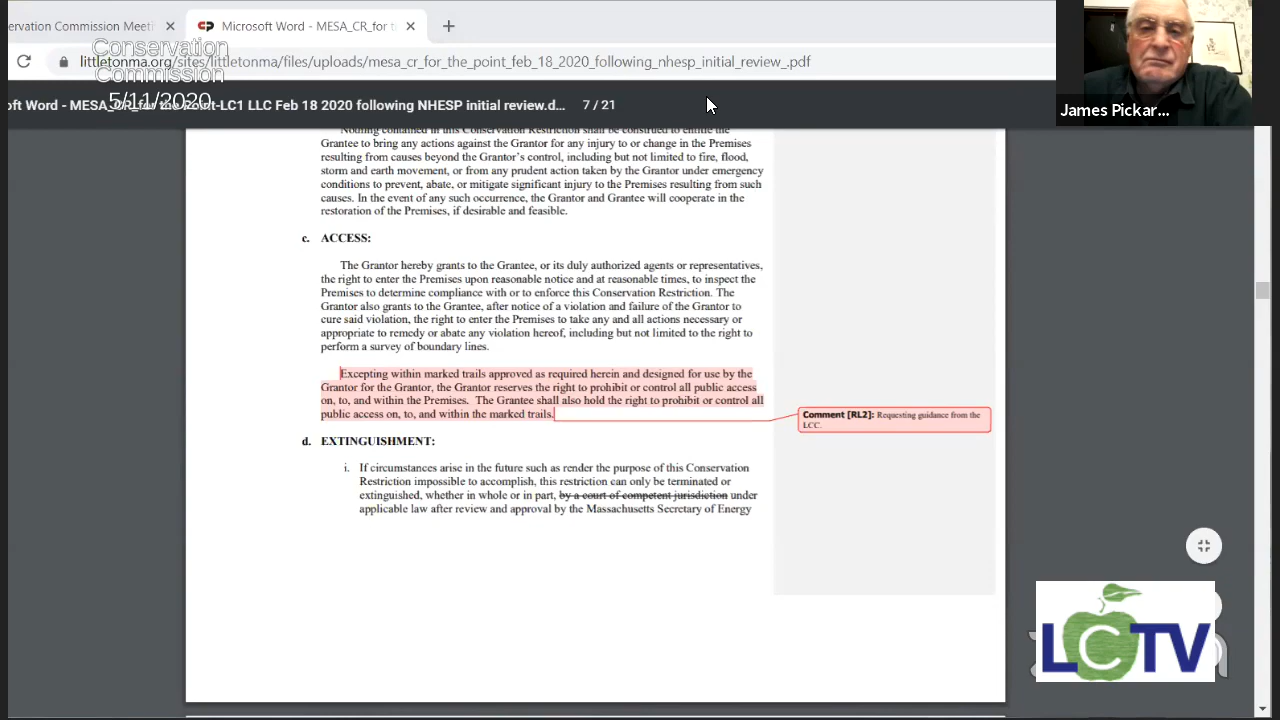 ervation Commission Meeti
Microsoft Word - MESA_CR_for t
Conservation
Commission
5/11/2020
littletonma.org/sites/littletonma/files/uploads/mesa_cr_for_the_point_feb_18_2020_following_nhesp_initial_review_.pdf
oft Word - MESA_CR_for the Point-LC1 LLC Feb 18 2020 following NHESP initial review.d...
7 / 21
James Pickar...
Nothing contained in this Conservation Restriction shall be construed to entitle the
Grantee to bring any actions against the Grantor for any injury to or change in the Premises
resulting from causes beyond the Grantor's control, including but not limited to fire, flood,
storm and earth movement, or from any prudent action taken by the Grantor under emergency
conditions to prevent, abate, or mitigate significant injury to the Premises resulting from such
causes. In the event of any such occurrence, the Grantor and Grantee will cooperate in the
restoration of the Premises, if desirable and feasible.
c. ACCESS:
The Grantor hereby grants to the Grantee, or its duly authorized agents or representatives,
the right to enter the Premises upon reasonable notice and at reasonable times, to inspect the
Premises to determine compliance with or to enforce this Conservation Restriction. The
Grantor also grants to the Grantee, after notice of a violation and failure of the Grantor to
cure said violation, the right to enter the Premises to take any and all actions necessary or
appropriate to remedy or abate any violation hereof, including but not limited to the right to
perform a survey of boundary lines.
Excepting within marked trails approved as required herein and designed for use by the
Grantor for the Grantor, the Grantor reserves the right to prohibit or control all public access
on, to, and within the Premises. The Grantee shall also hold the right to prohibit or control all
public access on, to, and within the marked trails.
Comment [RL2]: Requesting guidance from the
LCC.
d. EXTINGUISHMENT:
i. If circumstances arise in the future such as render the purpose of this Conservation
Restriction impossible to accomplish, this restriction can only be terminated or
extinguished, whether in whole or in part, by a court of competent jurisdiction under
applicable law after review and approval by the Massachusetts Secretary of Energy
LCTV